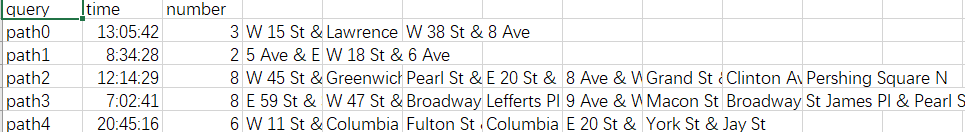 query time number
path0 13:05:42 3 W 15 St & Lawrence W 38 St & 8 Ave
path1 8:34:28 2 5 Ave & E W 18 St & 6 Ave
path2 12:14:29 8 W 45 St & Greenwich Pearl St & E 20 St & 8 Ave & W Grand St & Clinton Av Pershing Square N
path3 7:02:41 8 E 59 St & W 47 St & Broadway Lefferts Pl 9 Ave & W Macon St Broadway St James Pl & Pearl S
path4 20:45:16 6 W 11 St & Columbia Fulton St Columbia E 20 St & York St & Jay St